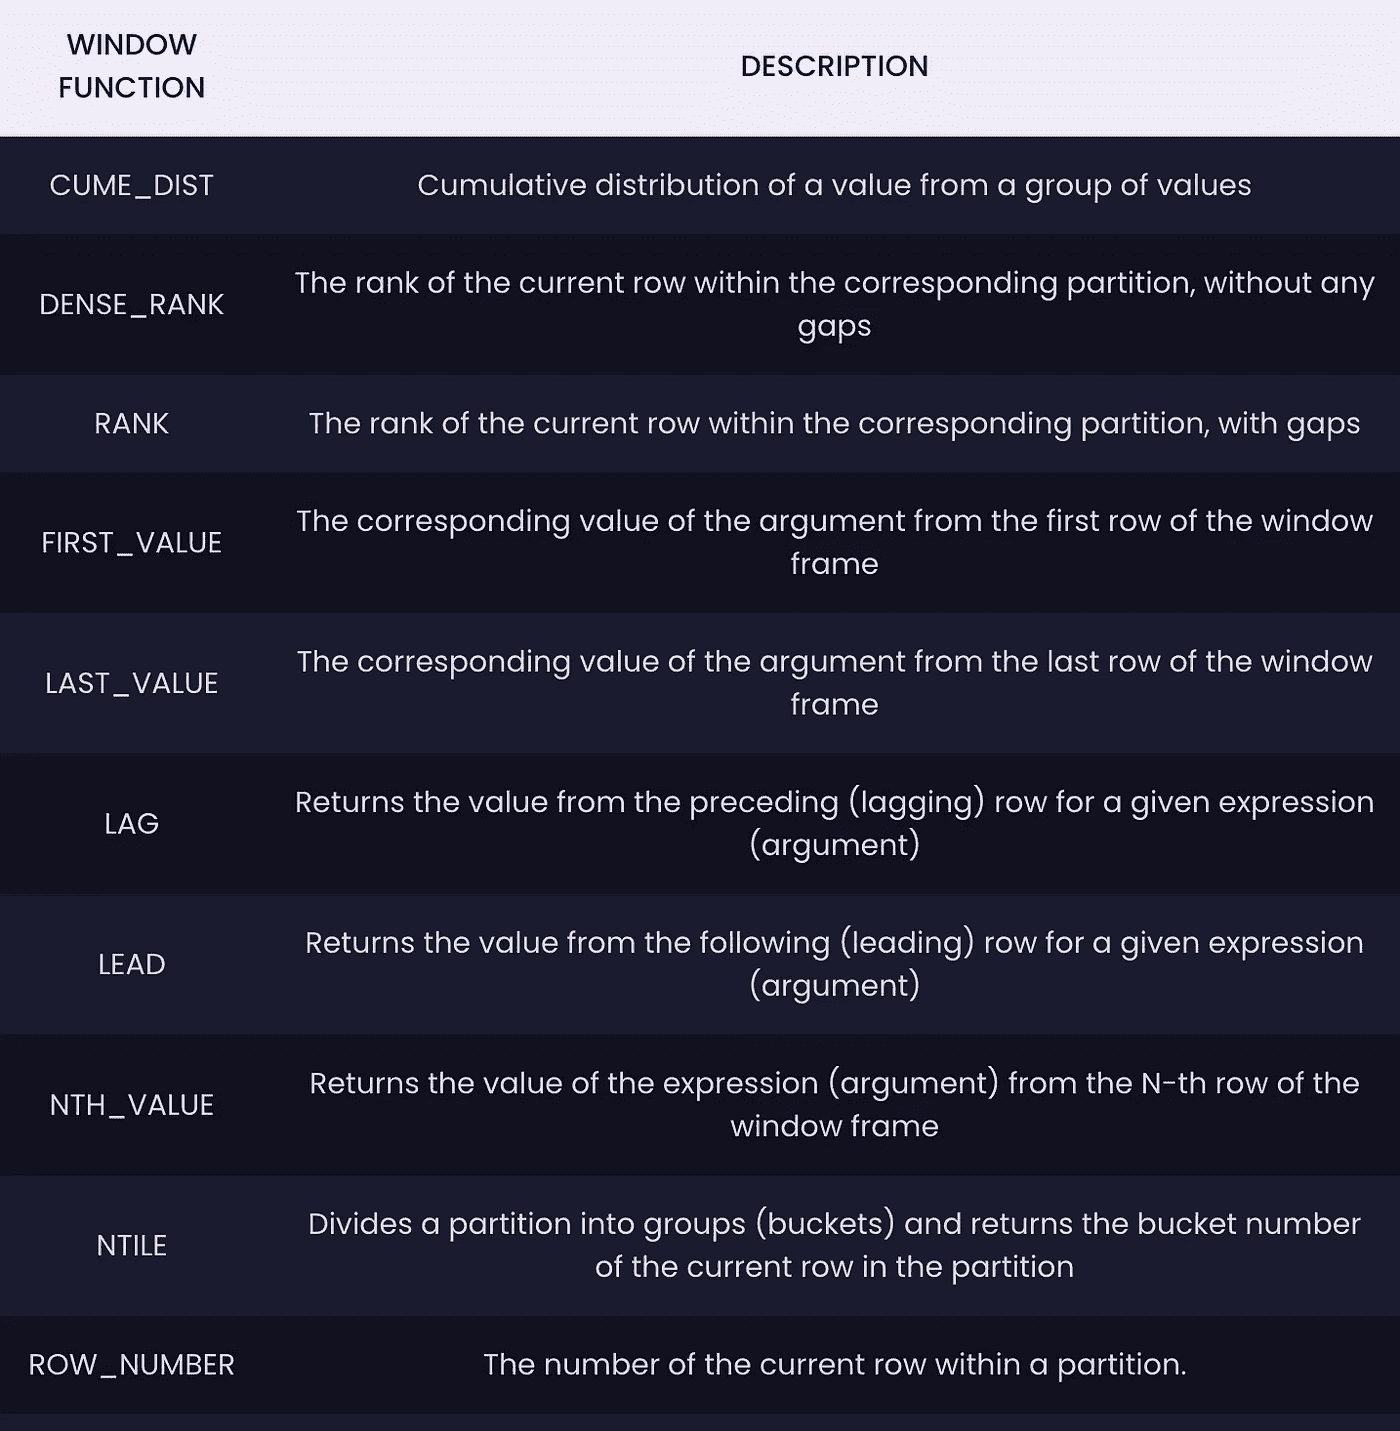 WINDOW
FUNCTION
DESCRIPTION
CUME_DIST
Cumulative distribution of a value from a group of values
DENSE_RANK
The rank of the current row within the corresponding partition, without any
gaps
RANK
The rank of the current row within the corresponding partition, with gaps
FIRST_VALUE
The corresponding value of the argument from the first row of the window
frame
LAST_VALUE
The corresponding value of the argument from the last row of the window
frame
LAG
Returns the value from the preceding (lagging) row for a given expression
(argument)
LEAD
Returns the value from the following (leading) row for a given expression
(argument)
NTH_VALUE
Returns the value of the expression (argument) from the N-th row of the
window frame
NTILE
Divides a partition into groups (buckets) and returns the bucket number
of the current row in the partition
ROW_NUMBER
The number of the current row within a partition.